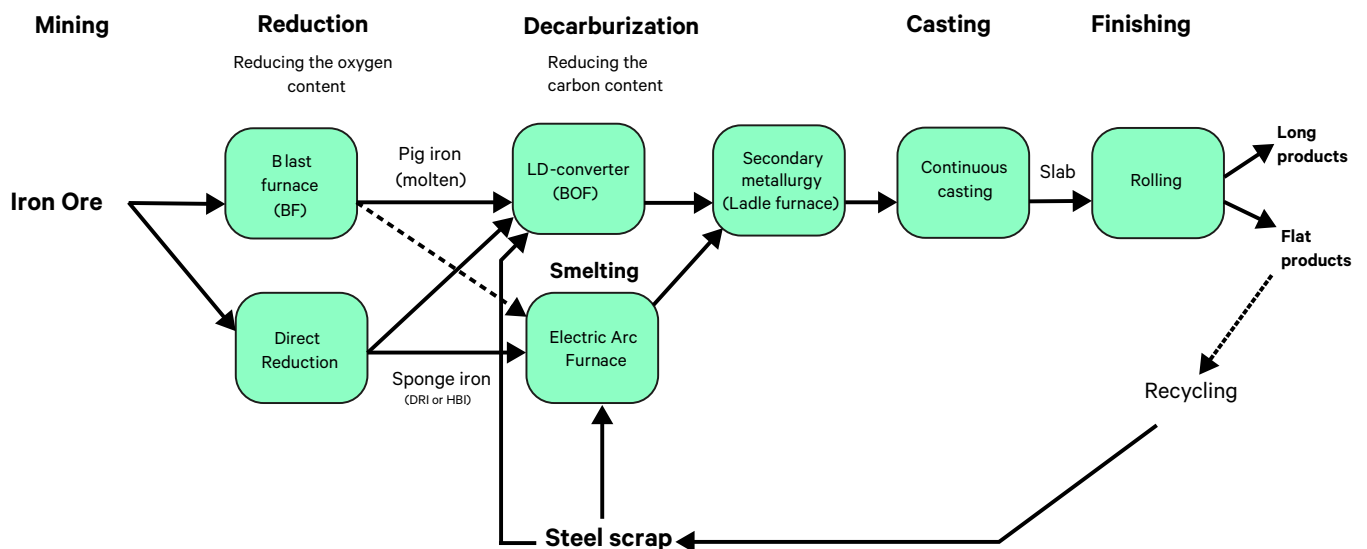 Mining
Reduction
Decarburization
Casting
Finishing
Reducing the oxygen
content
Reducing the
carbon content
Iron Ore
Blast
furnace
(BF)
Pig iron
(molten)
LD-converter
(BOF)
Secondary
metallurgy
(Ladle furnace)
Continuous
casting
Slab
Rolling
Long
products
Flat
products
Smelting
Direct
Reduction
Sponge iron
(DRI or HBI)
Electric Arc
Furnace
Recycling
Steel scrap